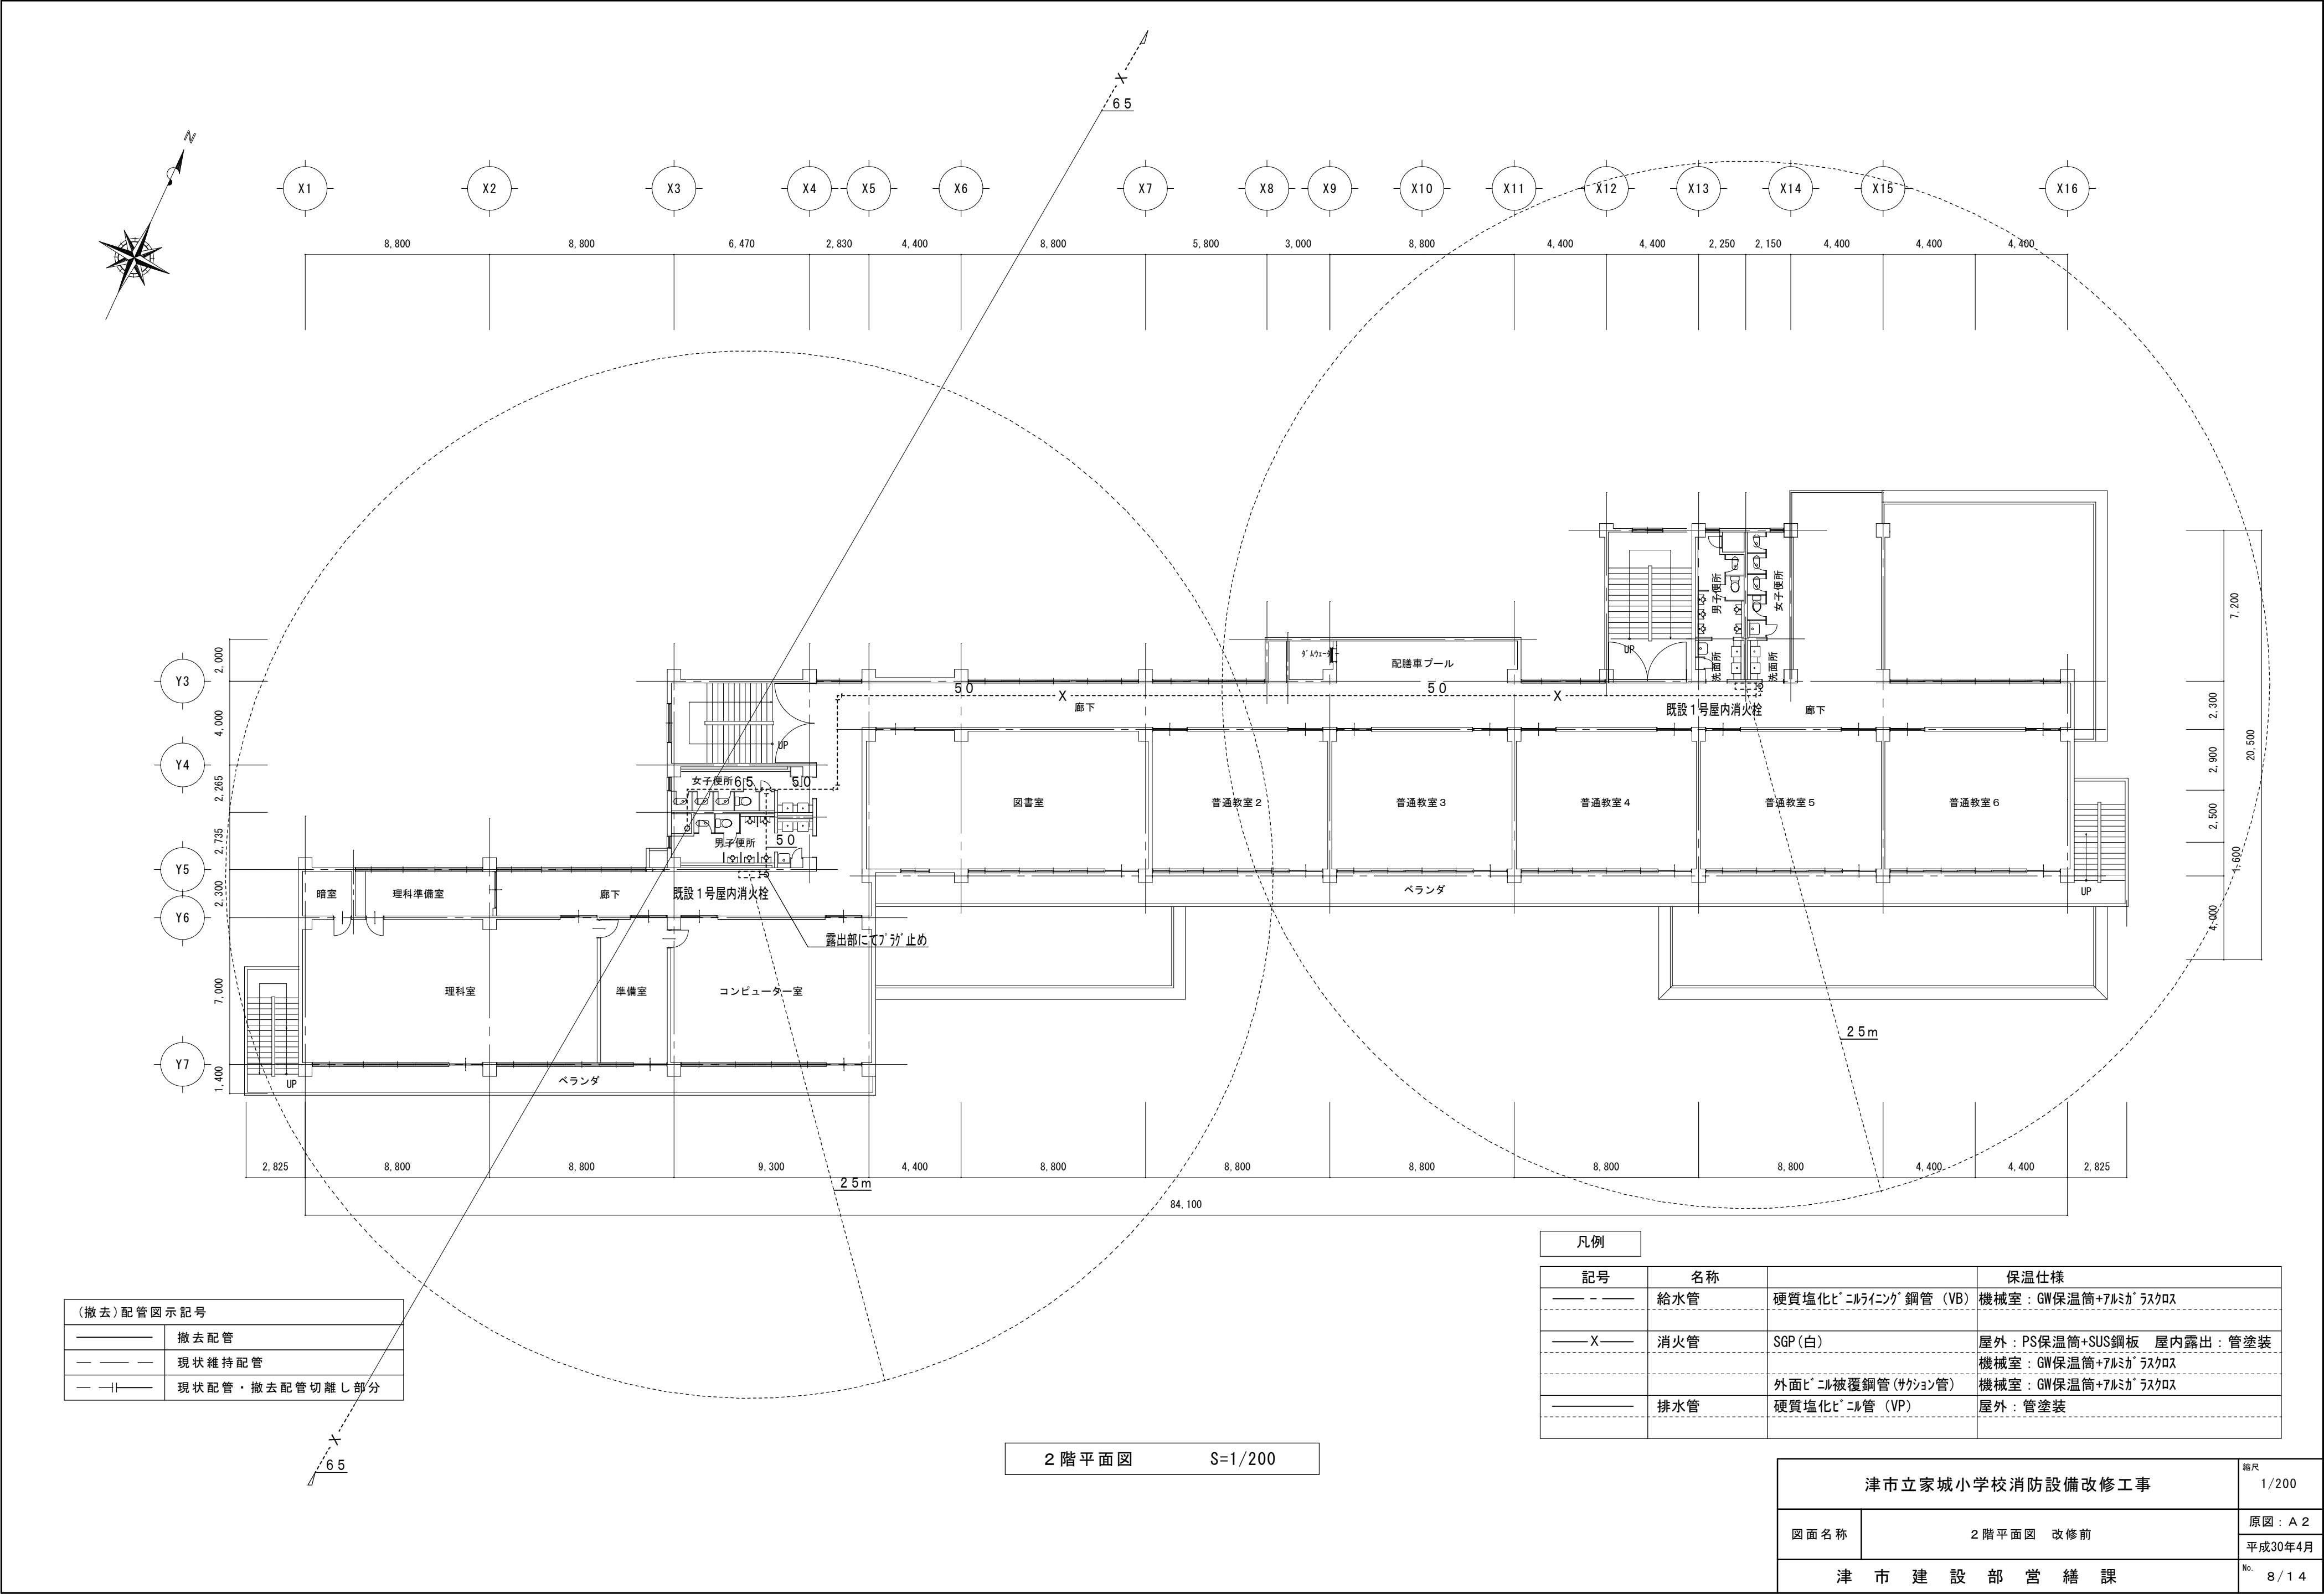 X
65
N
X1 X2 X3 X4 X5 X6 X7 X8 X9 X10 X11 X12 X13 X14 X15 X16
8,800 8,800 6,470 2,830 4,400 8,800 5,800 3,000 8,800 4,400 4,400 2,250 2,150 4,400 4,400 4,400
Y3
Y4
Y5
Y6
Y7
2,000
4,000
2,265
2,735
2,300
7,000
1,400
7,200
2,300
2,900
2,500
1,600
4,000
20,500
ﾀﾞﾑｳｪｰﾀ
配膳車プール
UP
男子便所
女子便所
洗面所
洗面所
50
X
50
X
廊下
既設1号屋内消火栓
廊下
UP
女子便所
65
50
男子便所
50
図書室
普通教室2
普通教室3
普通教室4
普通教室5
普通教室6
ベランダ
UP
暗室
理科準備室
廊下
既設1号屋内消火栓
露出部にてﾌﾟﾗｸﾞ止め
理科室
準備室
コンピューター室
UP
ベランダ
25m
25m
2,825 8,800 8,800 9,300 4,400 8,800 8,800 8,800 8,800 8,800 4,400 4,400 2,825
84,100
(撤去)配管図示記号
撤去配管
現状維持配管
現状配管・撤去配管切離し部分
X
65
2階平面図 S=1/200
凡例
記号 名称 保温仕様
給水管 硬質塩化ﾋﾞﾆﾙﾗｲﾆﾝｸﾞ鋼管 (VB) 機械室:GW保温筒+ｱﾙﾐｶﾞﾗｽｸﾛｽ
X 消火管 SGP(白) 屋外:PS保温筒+SUS鋼板 屋内露出:管塗装
機械室:GW保温筒+ｱﾙﾐｶﾞﾗｽｸﾛｽ
外面ﾋﾞﾆﾙ被覆鋼管(ｻｸｼｮﾝ管) 機械室:GW保温筒+ｱﾙﾐｶﾞﾗｽｸﾛｽ
排水管 硬質塩化ﾋﾞﾆﾙ管 (VP) 屋外:管塗装
津市立家城小学校消防設備改修工事
縮尺
1/200
図面名称 2階平面図 改修前
原図:A2
平成30年4月
津市建設部営繕課
No. 8/14